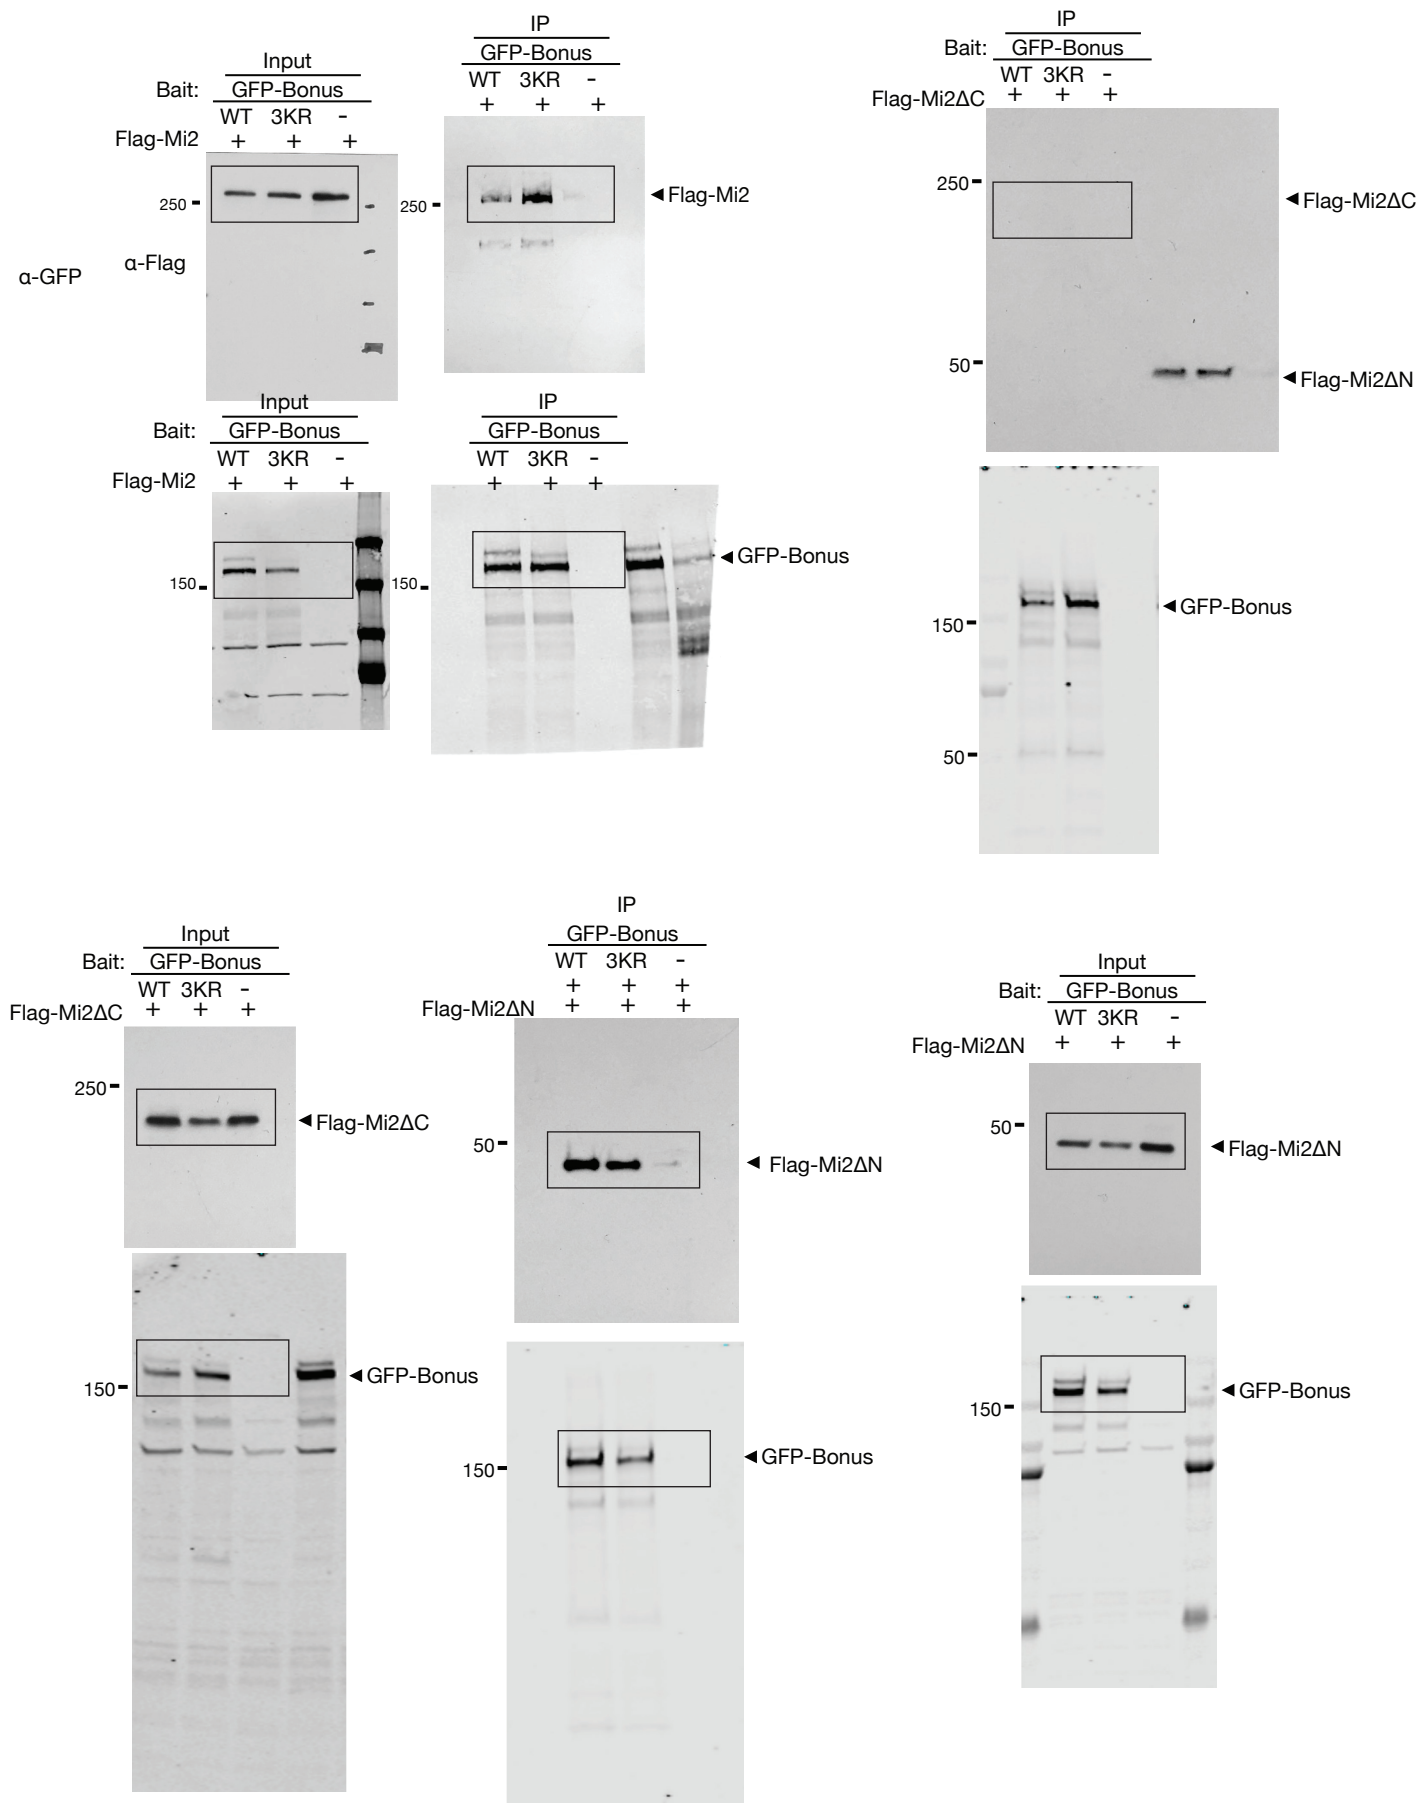 Input
Bait: GFP-Bonus
WT 3KR -
Flag-Mi2 + + +
250
α-GFP
α-Flag
IP
GFP-Bonus
WT 3KR -
+ + +
250
Flag-Mi2
IP
Bait: GFP-Bonus
WT 3KR -
Flag-Mi2ΔC + + +
250
Flag-Mi2ΔC
50
Flag-Mi2ΔN
Input
Bait: GFP-Bonus
WT 3KR -
Flag-Mi2 + + +
150
IP
GFP-Bonus
WT 3KR -
+ + +
150
GFP-Bonus
150
GFP-Bonus
50
Input
Bait: GFP-Bonus
WT 3KR -
Flag-Mi2ΔC + + +
250
Flag-Mi2ΔC
150
GFP-Bonus
IP
GFP-Bonus
WT 3KR -
+ + +
Flag-Mi2ΔN + + +
50
Flag-Mi2ΔN
150
GFP-Bonus
Input
Bait: GFP-Bonus
WT 3KR -
Flag-Mi2ΔN + + +
50
Flag-Mi2ΔN
150
GFP-Bonus